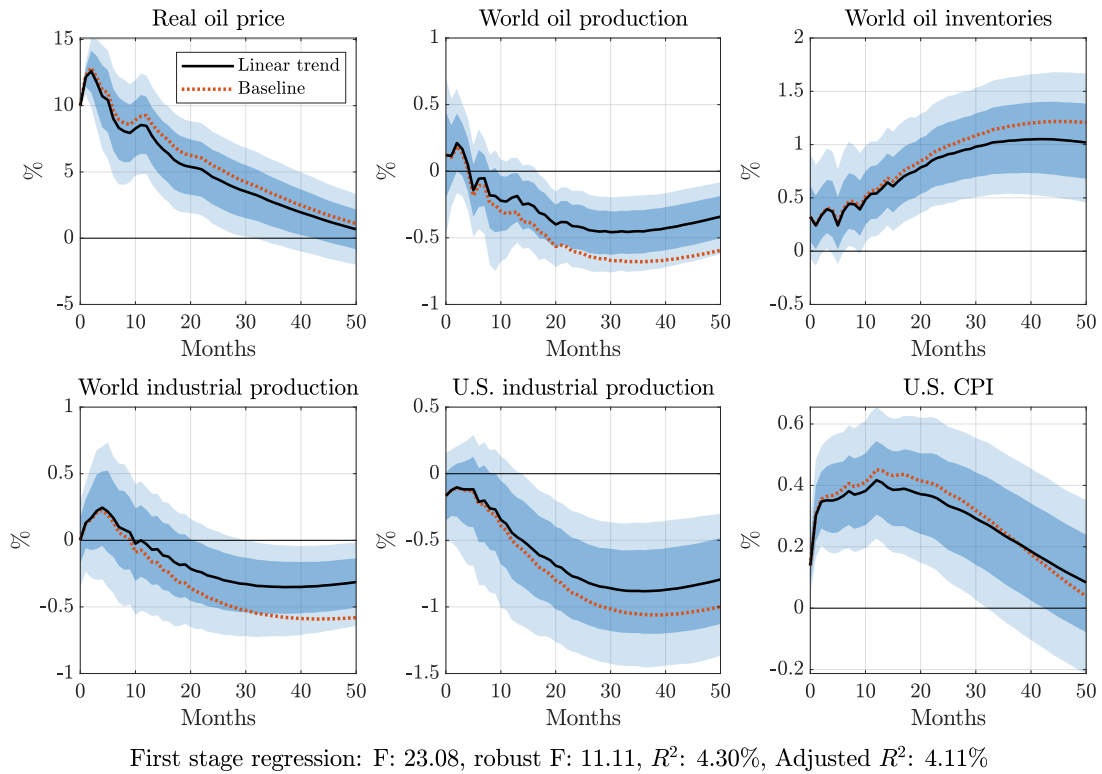 Real oil price
World oil production
World oil inventories
15
10
5
0
-5
%
0 10 20 30 40 50
Months
Linear trend
Baseline
1
0.5
0
-0.5
-1
%
0 10 20 30 40 50
Months
2
1.5
1
0.5
0
-0.5
%
0 10 20 30 40 50
Months
World industrial production
U.S. industrial production
U.S. CPI
1
0.5
0
-0.5
-1
%
0 10 20 30 40 50
Months
0.5
0
-0.5
-1
-1.5
%
0 10 20 30 40 50
Months
0.6
0.4
0.2
0
-0.2
%
0 10 20 30 40 50
Months
First stage regression: F: 23.08, robust F: 11.11, R²: 4.30%, Adjusted R²: 4.11%